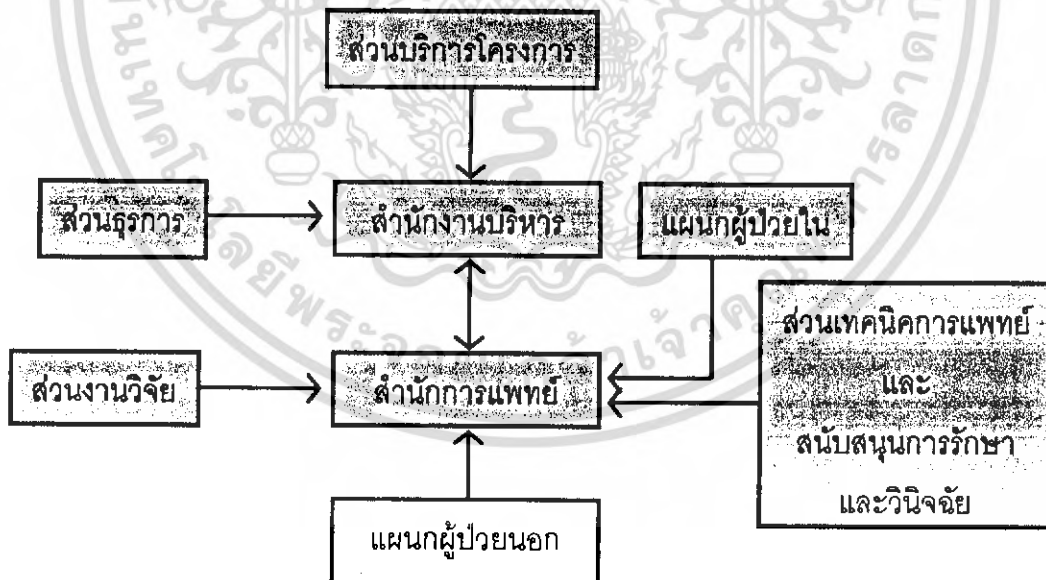 ส่วนบริการโครงการ
ส่วนธุรการ
สำนักงานบริหาร
แผนกผู้ป่วยใน
ส่วนเทคนิคการแพทย์
และ
สนับสนุนการรักษา
และวินิจฉัย
ส่วนงานวิจัย
สำนักการแพทย์
แผนกผู้ป่วยนอก